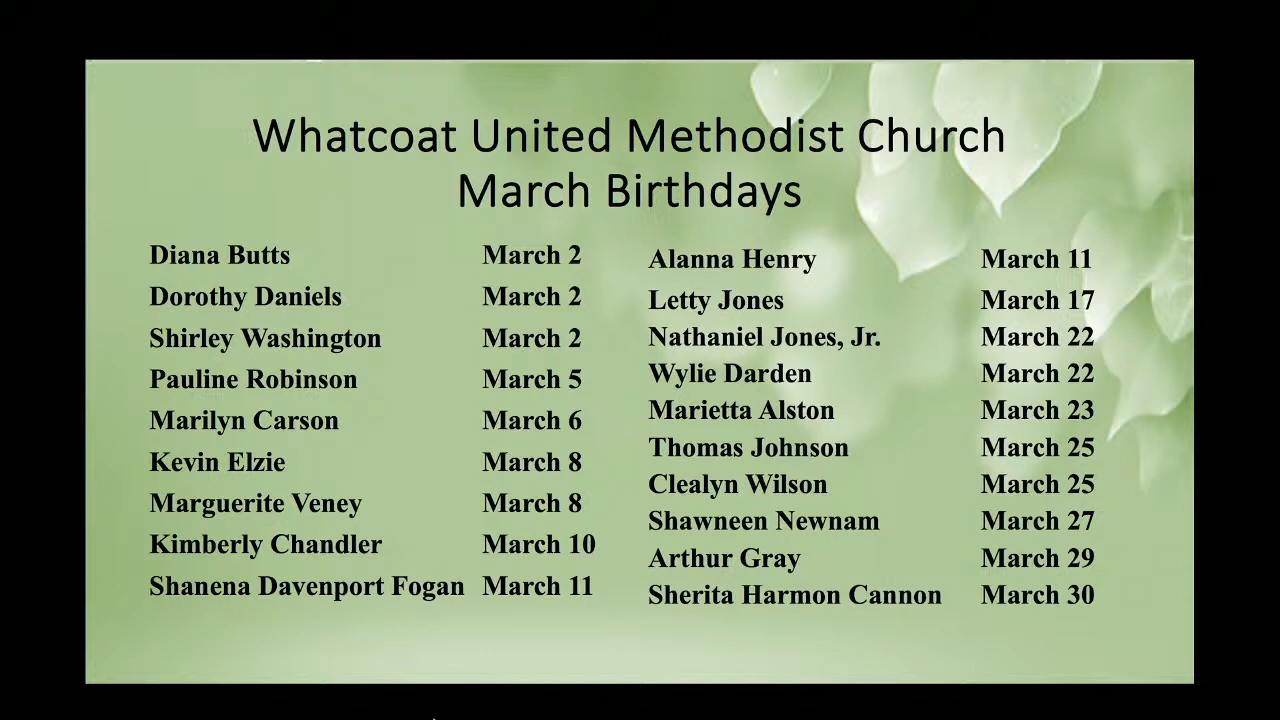 Whatcoat United Methodist Church
March Birthdays
Diana Butts March 2
Dorothy Daniels March 2
Shirley Washington March 2
Pauline Robinson March 5
Marilyn Carson March 6
Kevin Elzie March 8
Marguerite Veney March 8
Kimberly Chandler March 10
Shanena Davenport Fogan March 11
Alanna Henry March 11
Letty Jones March 17
Nathaniel Jones, Jr. March 22
Wylie Darden March 22
Marietta Alston March 23
Thomas Johnson March 25
Clealyn Wilson March 25
Shawneen Newnam March 27
Arthur Gray March 29
Sherita Harmon Cannon March 30